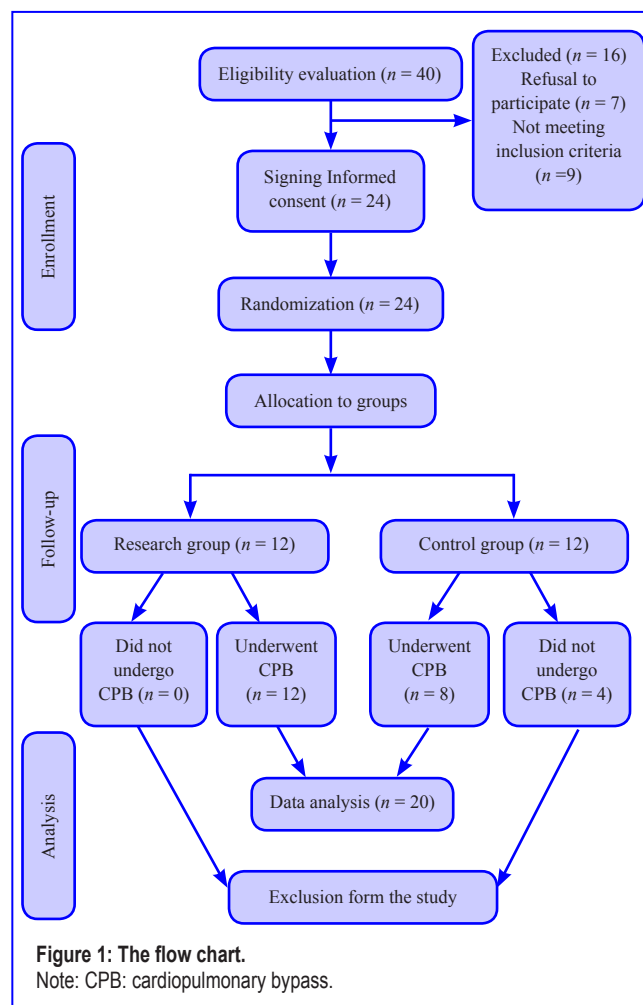 Eligibility evaluation (n = 40)
Excluded (n = 16)
Refusal to
participate (n = 7)
Not meeting
inclusion criteria
(n =9)
Signing Informed
consent (n = 24)
Enrollment
Randomization (n = 24)
Allocation to groups
Follow-up
Research group (n = 12)
Control group (n = 12)
Did not
undergo
CPB (n = 0)
Underwent
CPB
(n = 12)
Underwent
CPB
(n = 8)
Did not
undergo
CPB (n = 4)
Analysis
Data analysis (n = 20)
Exclusion form the study
Figure 1: The flow chart.
Note: CPB: cardiopulmonary bypass.